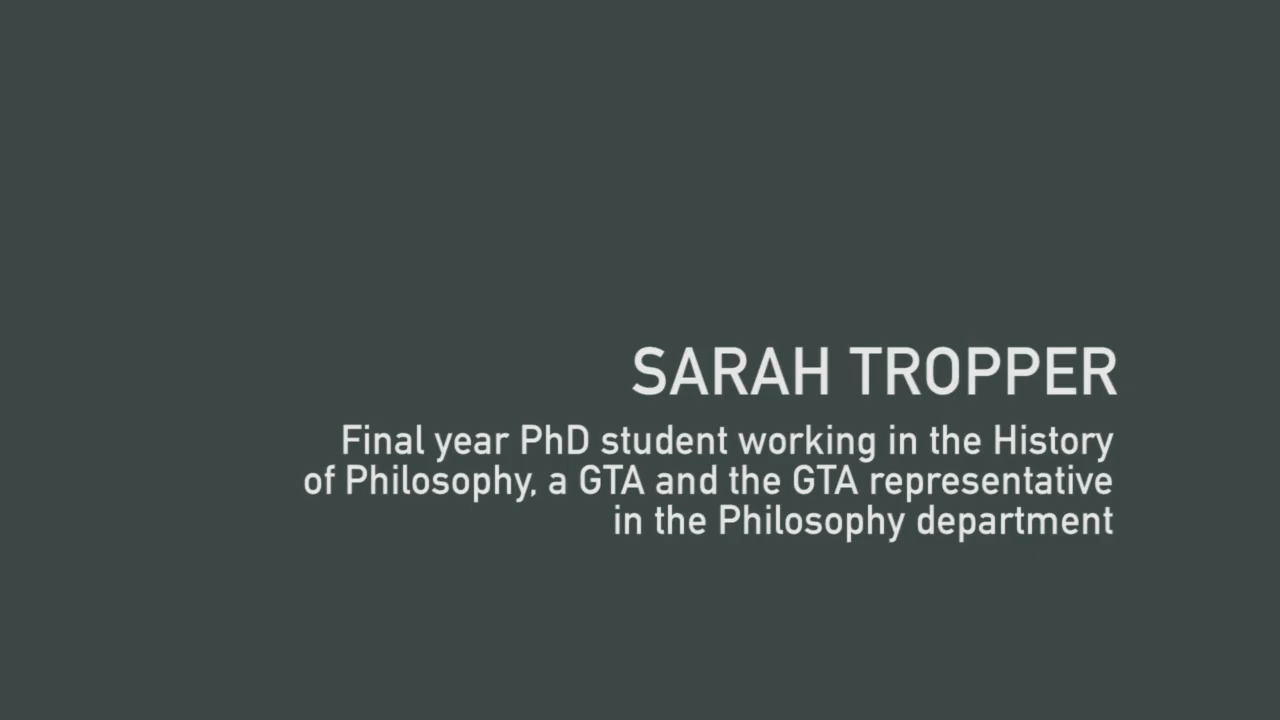 SARAH TROPPER
Final year PhD student working in the History
of Philosophy, a GTA and the GTA representative
in the Philosophy department